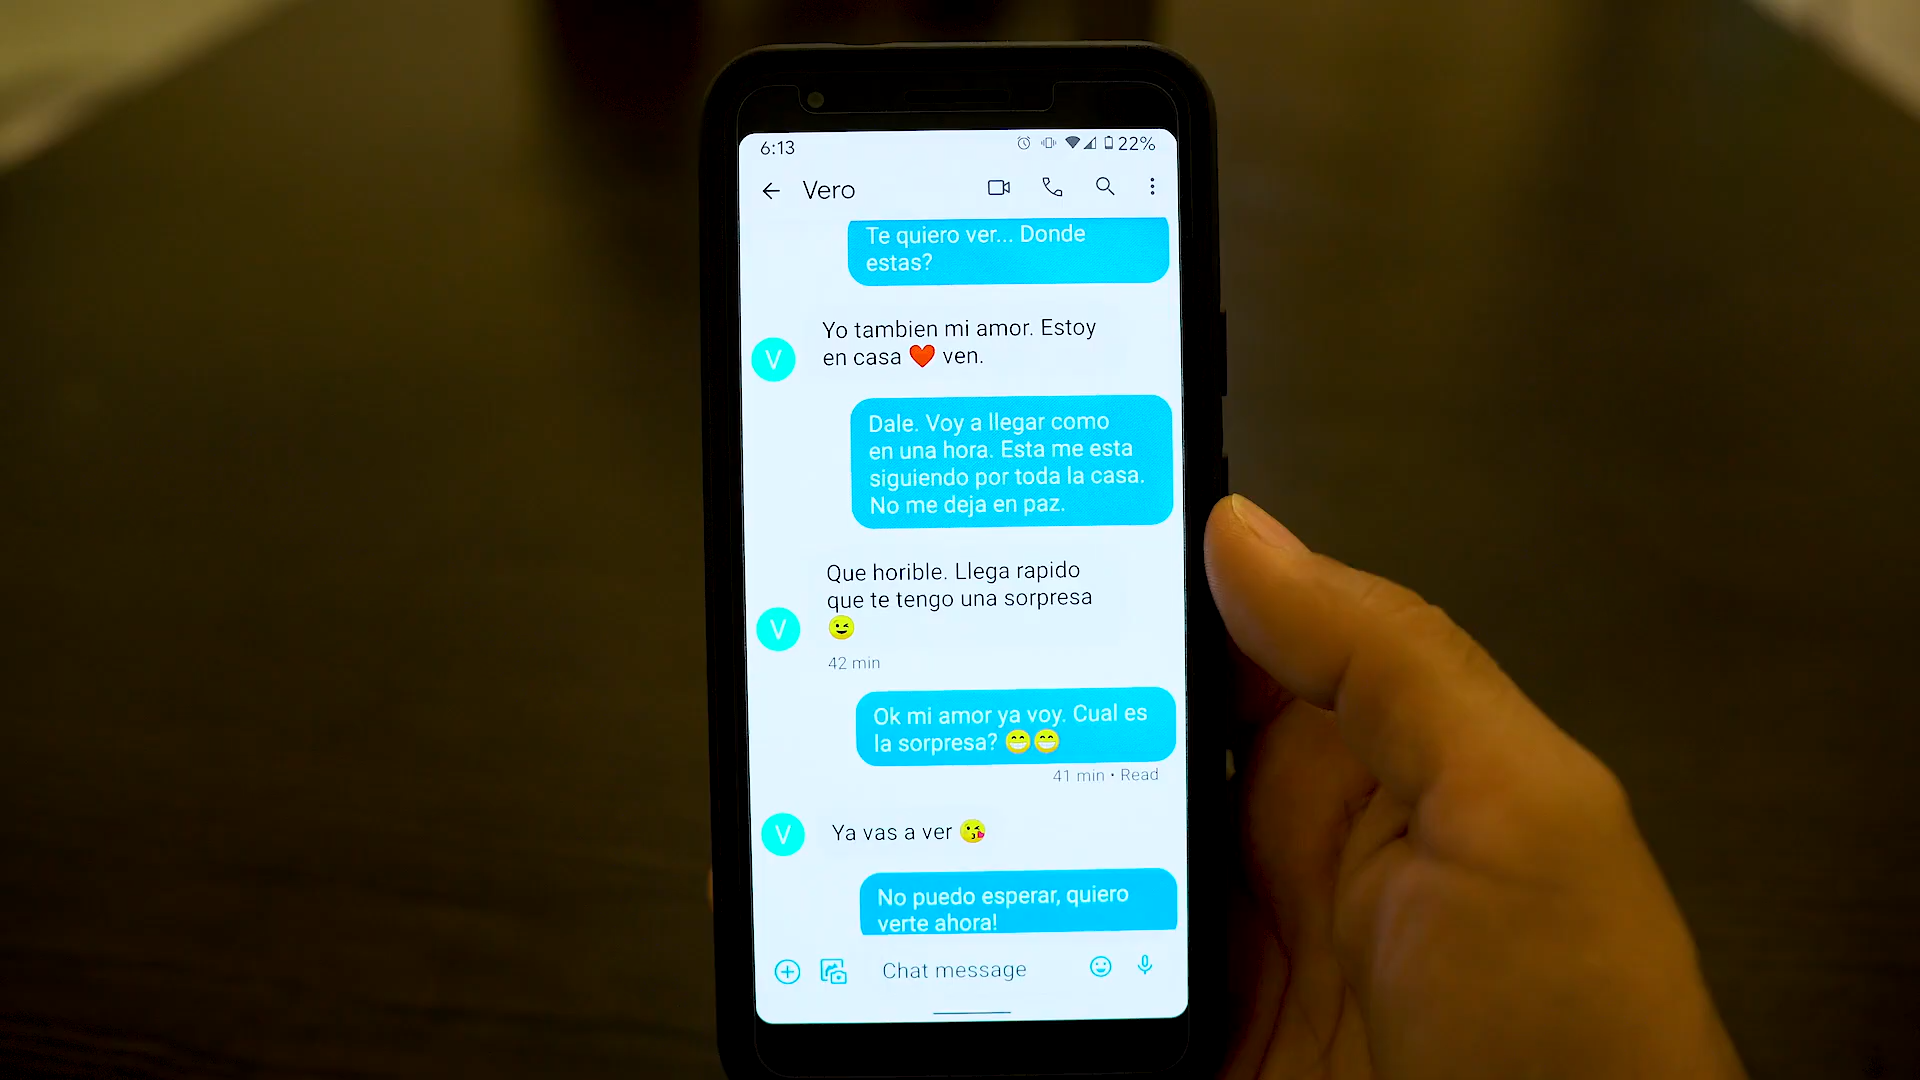 6:13 22%
Vero
Te quiero ver... Donde
estas?
Yo tambien mi amor. Estoy
en casa ❤️ ven.
V
Dale. Voy a llegar como
en una hora. Esta me esta
siguiendo por toda la casa.
No me deja en paz.
Que horible. Llega rapido
que te tengo una sorpresa
😉
V
42 min
Ok mi amor ya voy. Cual es
la sorpresa? 😁😁
41 min • Read
V
Ya vas a ver 😘
No puedo esperar, quiero
verte ahora!
Chat message